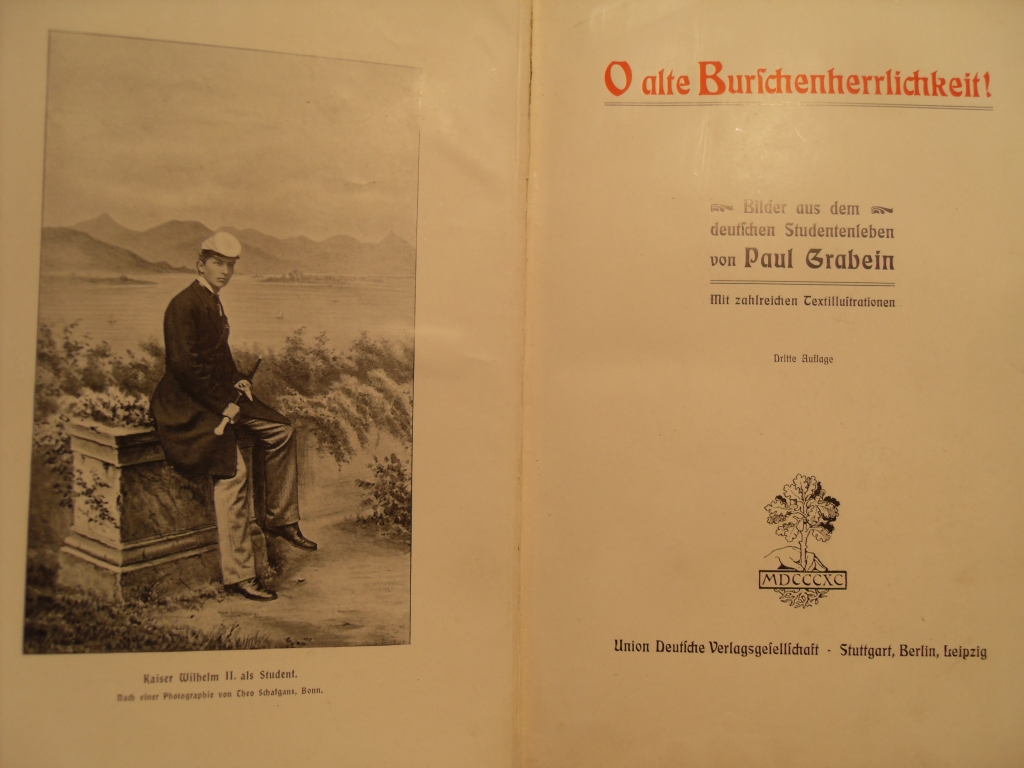 Kaiser Wilhelm II. als Student.
Nach einer Photographie von Theo Schafgans, Bonn.
O alte Burſchenherrlichkeit!
Bilder aus dem
deutſchen Studentenleben
von Paul Grabein
Mit zahlreichen Textilluſtrationen
Dritte Auflage
MDCCCXC
Union Deutſche Verlagsgeſellſchaft - Stuttgart, Berlin, Leipzig